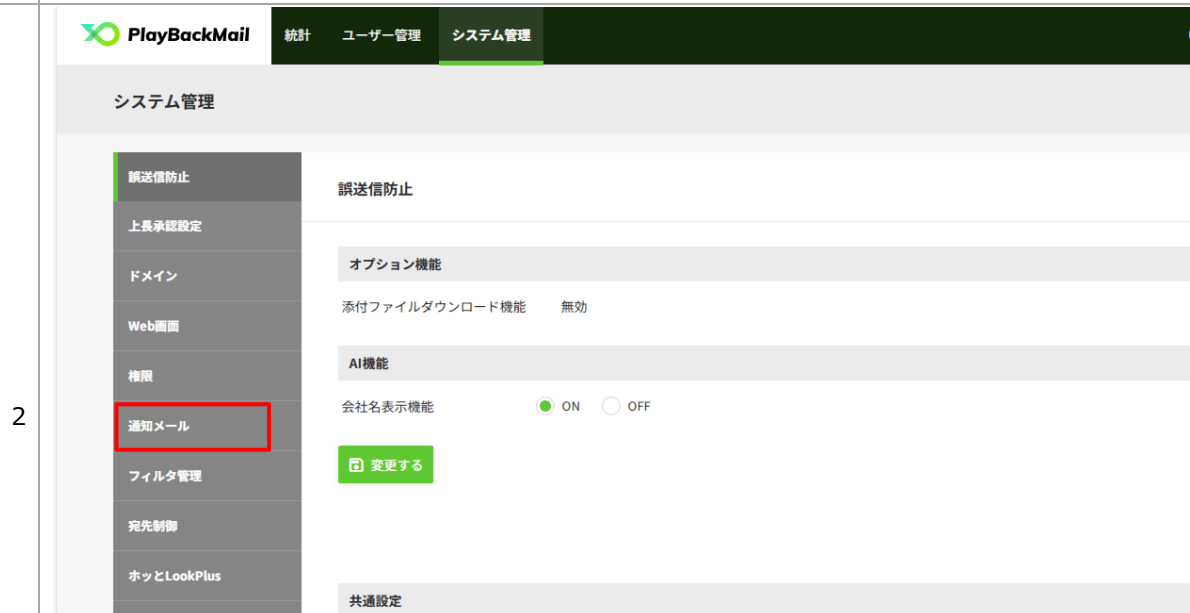 PlayBackMail 統計 ユーザー管理 システム管理
システム管理
誤送信防止
上長承認設定
ドメイン
Web画面
権限
2
通知メール
フィルタ管理
宛先制御
ホッとLookPlus
誤送信防止
オプション機能
添付ファイルダウンロード機能 無効
AI機能
会社名表示機能 ON OFF
変更する
共通設定